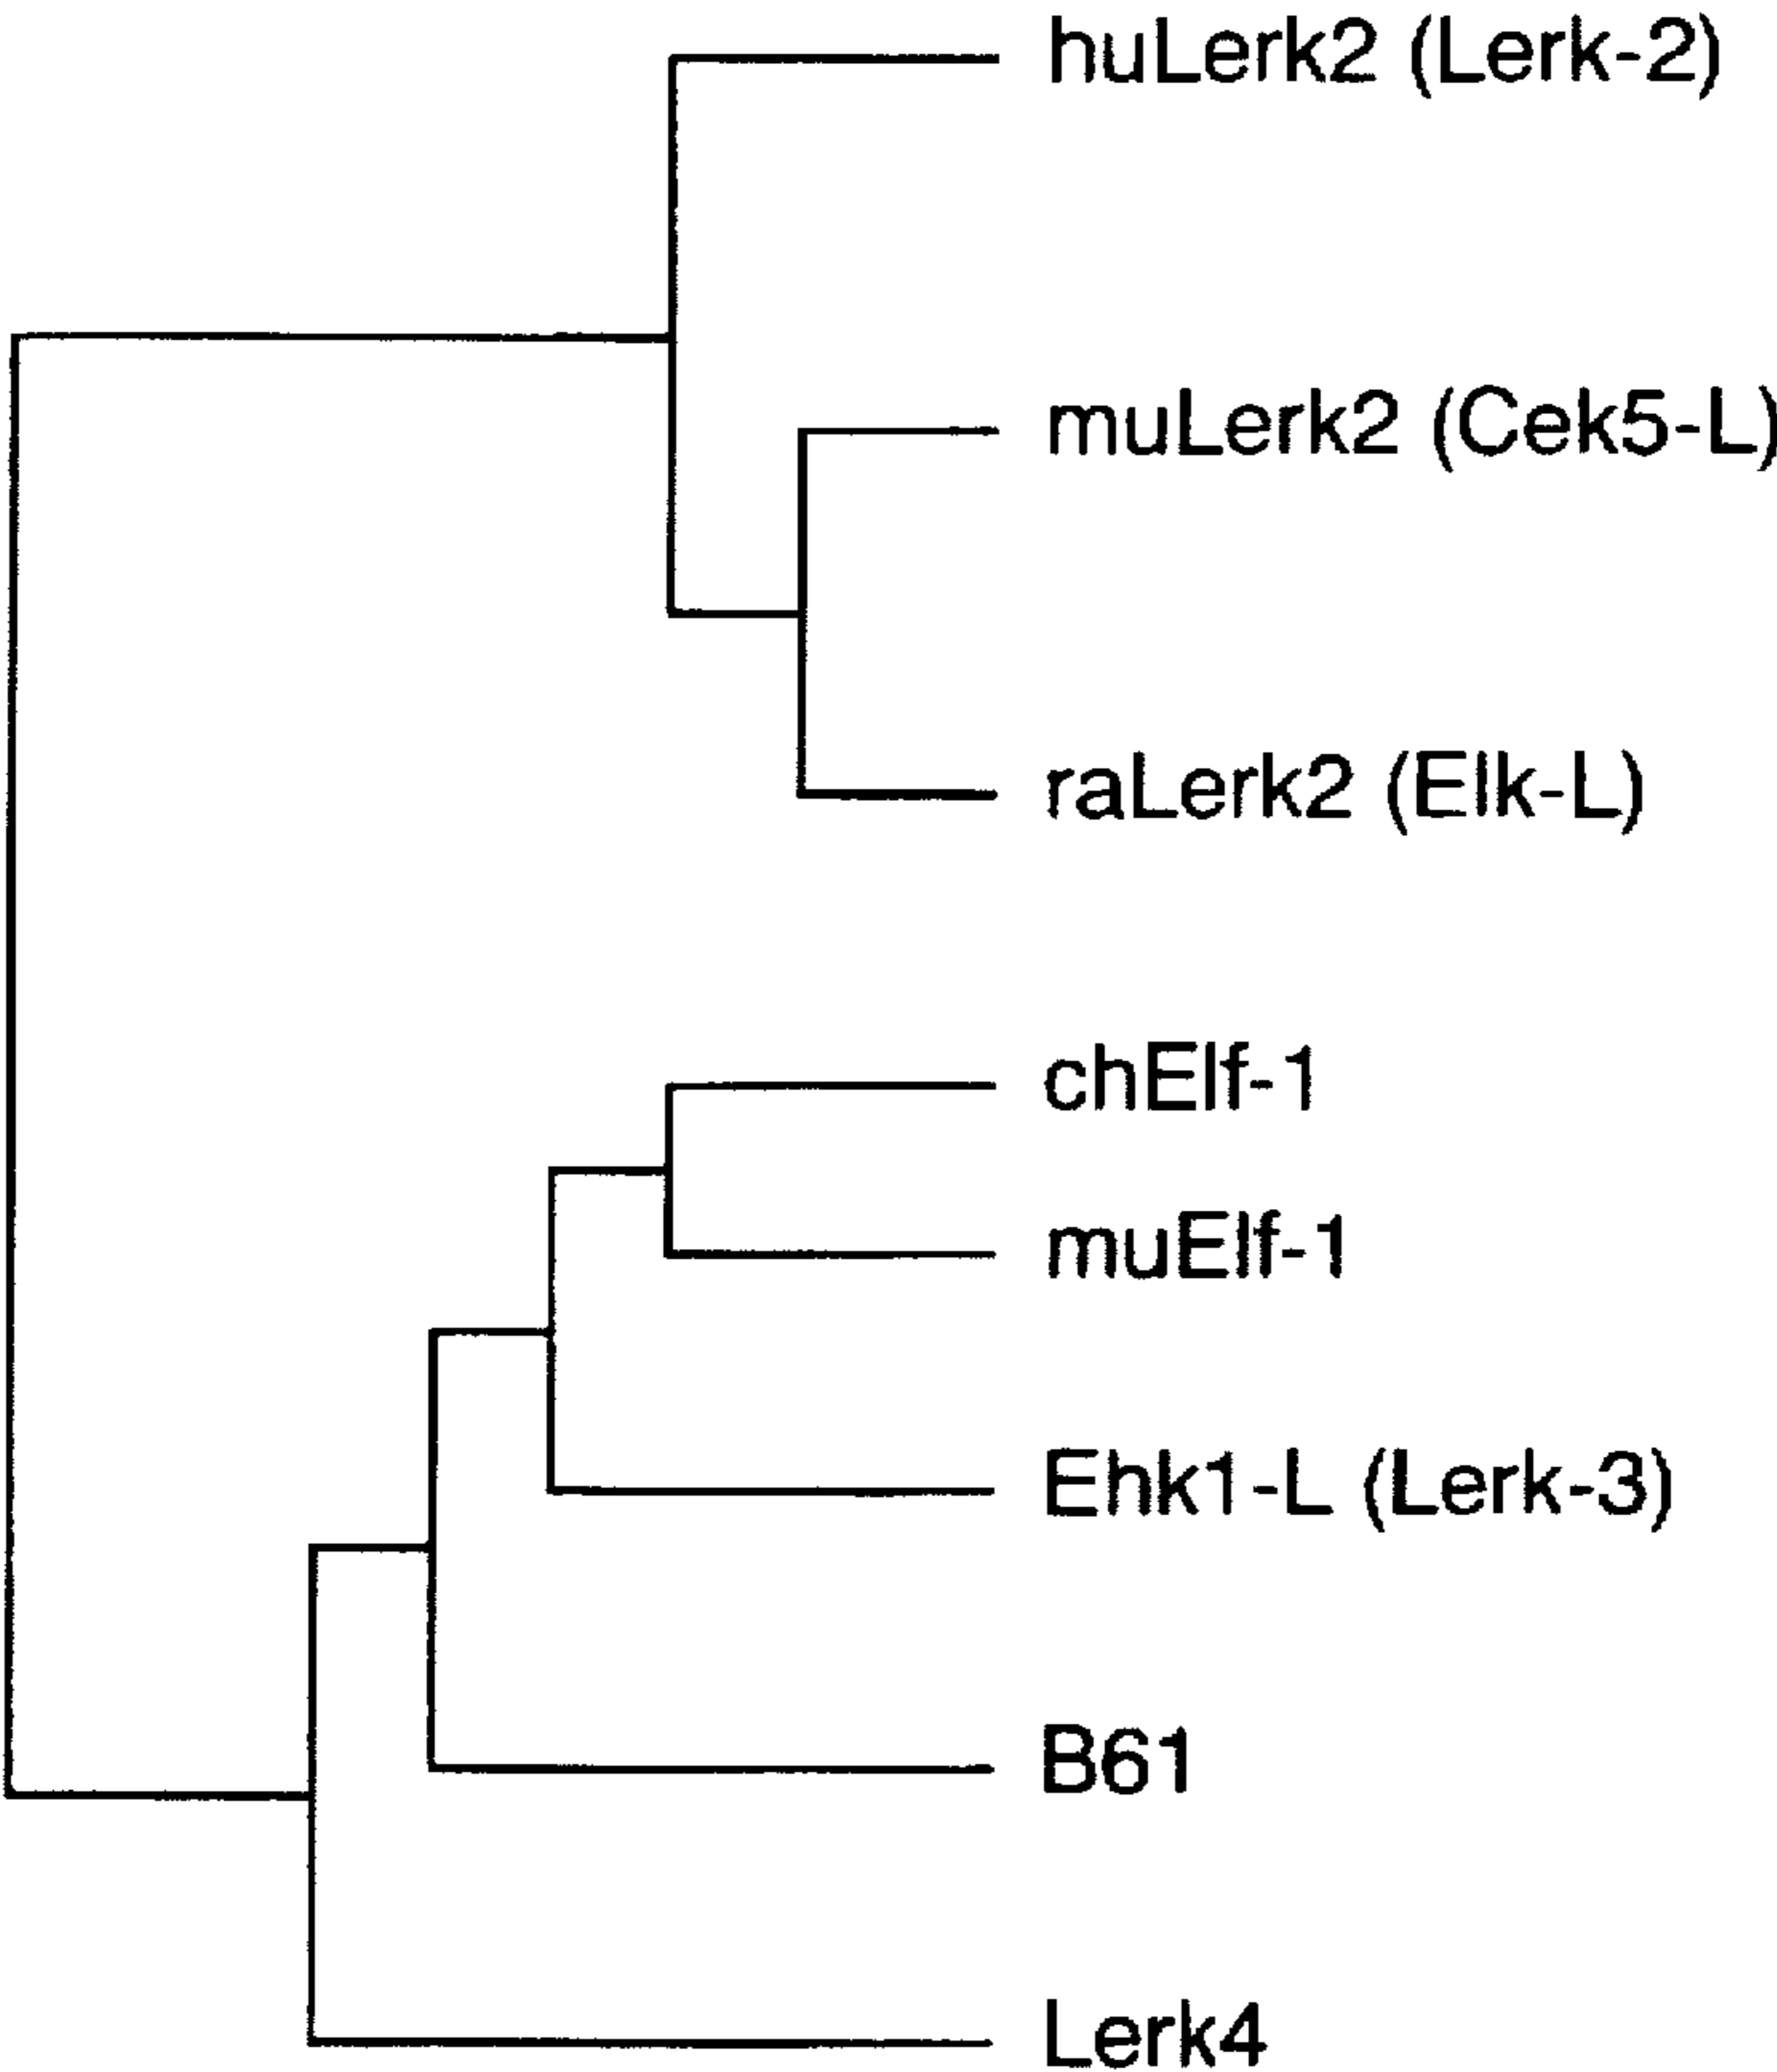 huLerk2 (Lerk-2)
muLerk2 (Cek5-L)
raLerk2 (Elk-L)
chElf-1
muElf-1
Ehk1-L (Lerk-3)
B61
Lerk4